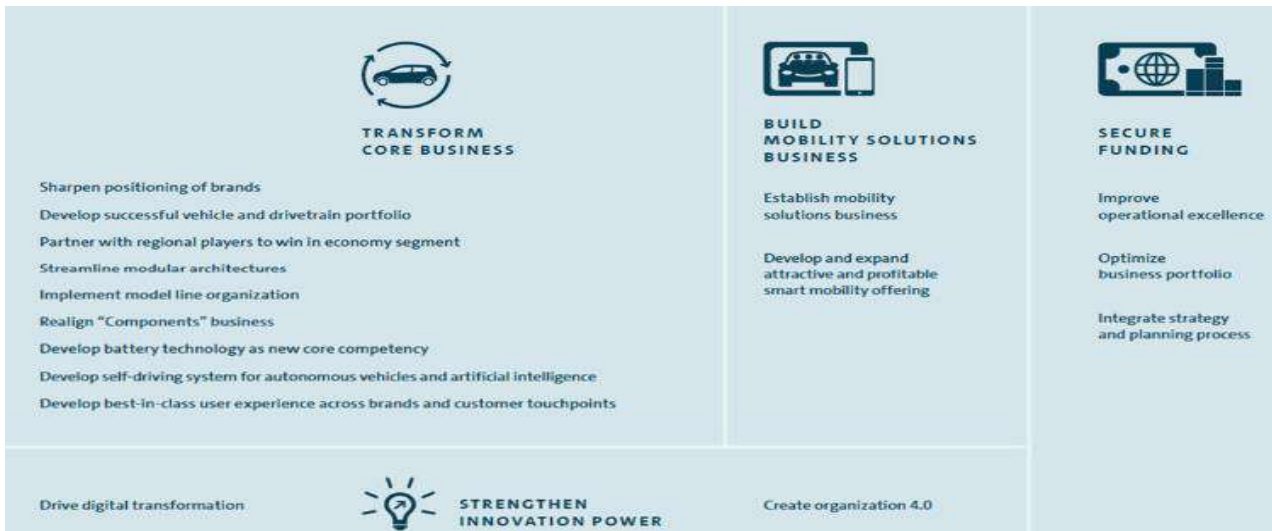 TRANSFORM
CORE BUSINESS
Sharpen positioning of brands
Develop successful vehicle and drivetrain portfolio
Partner with regional players to win in economy segment
Streamline modular architectures
Implement model line organization
Realign “Components” business
Develop battery technology as new core competency
Develop self-driving system for autonomous vehicles and artificial intelligence
Develop best-in-class user experience across brands and customer touchpoints
BUILD
MOBILITY SOLUTIONS
BUSINESS
Establish mobility
solutions business
Develop and expand
attractive and profitable
smart mobility offering
SECURE
FUNDING
Improve
operational excellence
Optimize
business portfolio
Integrate strategy
and planning process
Drive digital transformation
STRENGTHEN
INNOVATION POWER
Create organization 4.0